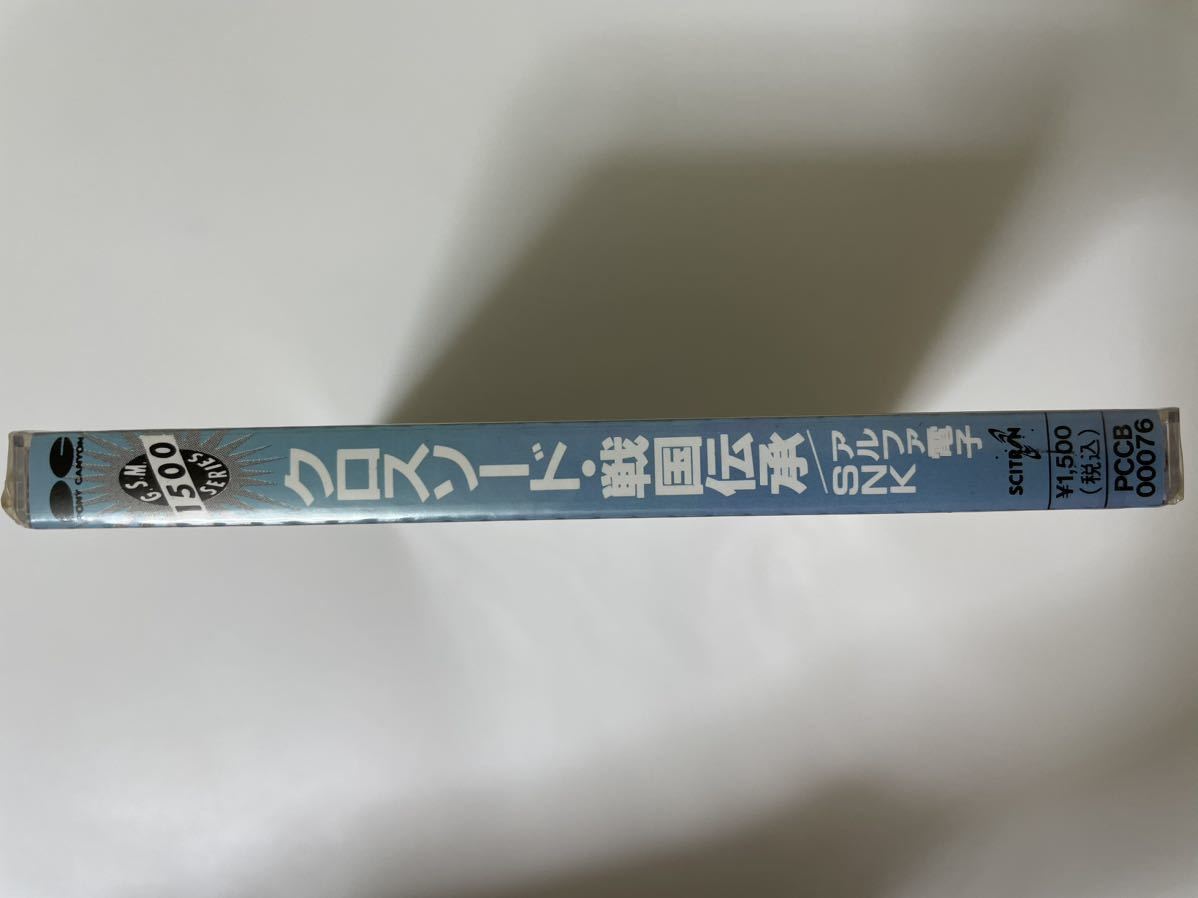 PONY CANYON
G.S.M.
1500
SERIES
クロスソード・戦国伝承/
アルファ電子
SNK
SCITRON
¥1,500
(税込)
PCCB
00076